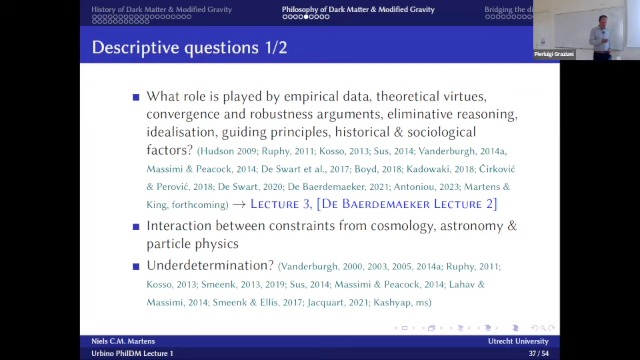 History of Dark Matter & Modified Gravity
Philosophy of Dark Matter & Modified Gravity
Bridging the
Descriptive questions 1/2
Pierluigi Graziani
What role is played by empirical data, theoretical virtues,
convergence and robustness arguments, eliminative reasoning,
idealisation, guiding principles, historical & sociological
factors? (Hudson 2009; Ruphy, 2011; Kosso, 2013; Sus, 2014; Vanderburgh, 2014a,
Massimi & Peacock, 2014; De Swart et al., 2017; Boyd, 2018; Kadowaki, 2018; Ćirković
& Perović, 2018; De Swart, 2020; De Baerdemaeker, 2021; Antoniou, 2023; Martens &
King, forthcoming) → Lecture 3, [De Baerdemaeker Lecture 2]
Interaction between constraints from cosmology, astronomy &
particle physics
Underdetermination? (Vanderburgh, 2000, 2003, 2005, 2014a; Ruphy, 2011;
Kosso, 2013; Smeenk, 2013, 2019; Sus, 2014; Massimi & Peacock, 2014; Lahav &
Massimi, 2014; Smeenk & Ellis, 2017; Jacquart, 2021; Kashyap, ms)
Niels C.M. Martens
Utrecht University
Urbino PhilDM Lecture 1
37 / 54